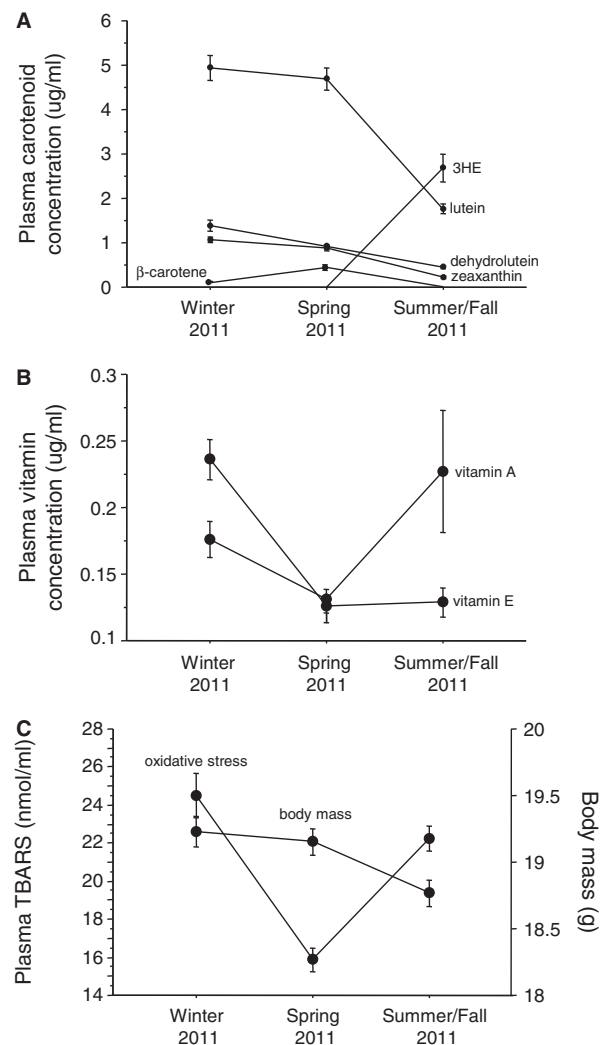 A
Plasma carotenoid
concentration (ug/ml)
6
5
4
3
2
1
0
3HE
lutein
dehydrolutein
zeaxanthin
β-carotene
Winter
2011
Spring
2011
Summer/Fall
2011
B
Plasma vitamin
concentration (ug/ml)
0.3
0.25
0.2
0.15
0.1
vitamin A
vitamin E
Winter
2011
Spring
2011
Summer/Fall
2011
C
Plasma TBARS (nmol/ml)
28
26
24
22
20
18
16
14
oxidative stress
body mass
20
19.5
19
18.5
18
Body mass (g)
Winter
2011
Spring
2011
Summer/Fall
2011